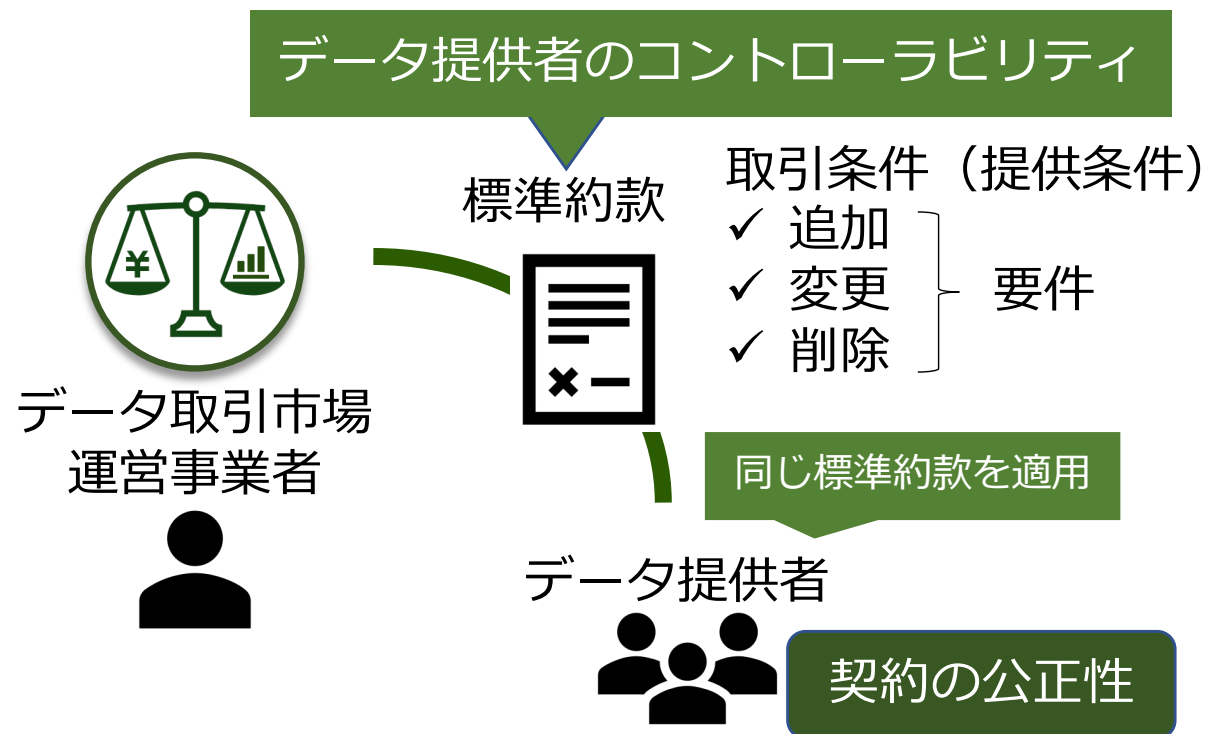 データ提供者のコントローラビリティ
標準約款
取引条件（提供条件）
✓ 追加
✓ 変更
✓ 削除
要件
¥
データ取引市場
運営事業者
同じ標準約款を適用
データ提供者
契約の公正性